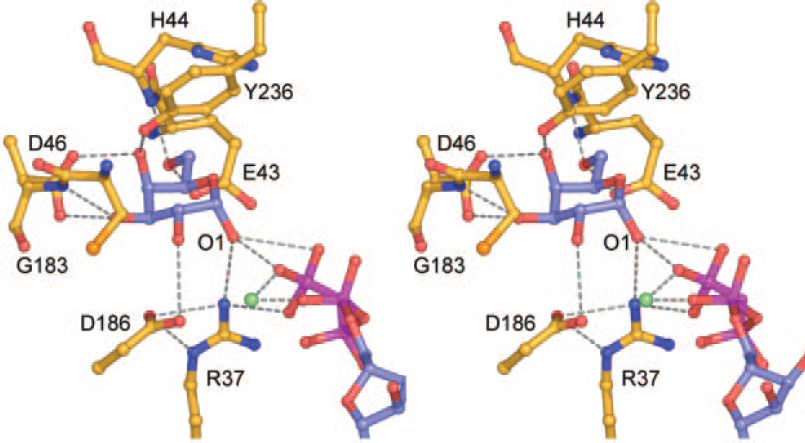 H44 H44
Y236 Y236
D46 D46
E43 E43
O1 O1
G183 G183
D186 D186
R37 R37